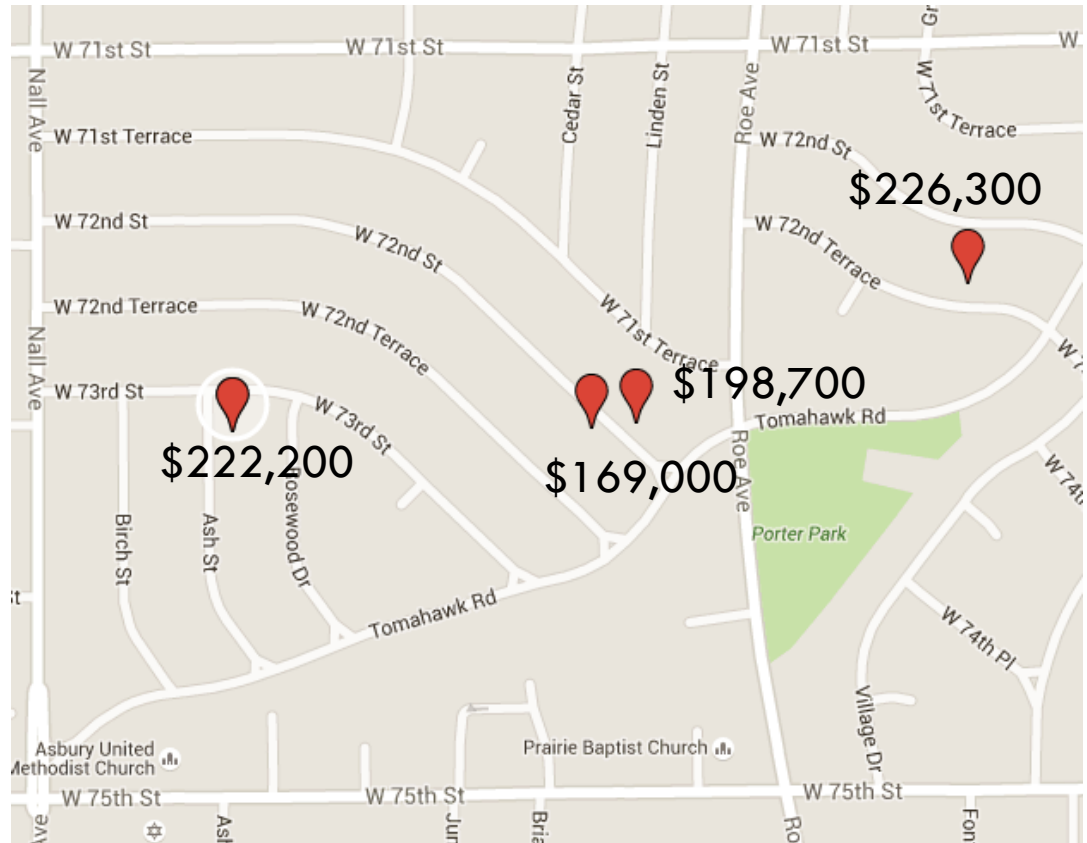 Gr
W 71st St
W 71st St
W 71st St
W
Nall Ave
Cedar St
Linden St
Roe Ave
W 71st Terrace
W 71st Terrace
W 72nd St
$226,300
W 72nd St
W 72nd St
W 72nd Terrace
W 72nd Terrace
W 72nd Terrace
W 71st Terrace
Nall Ave
W 73rd St
W 73rd St
$198,700
Tomahawk Rd
$222,200
$169,000
Roe Ave
W 74th
Birch St
Ash St
Rosewood Dr
Porter Park
st
Tomahawk Rd
W 74th Pl
Village Dr
Asbury United
Methodist Church
Prairie Baptist Church
W 75th St
W 75th St
W 75th St
Ave
Ash
Jun
Bria
Ro
Fon